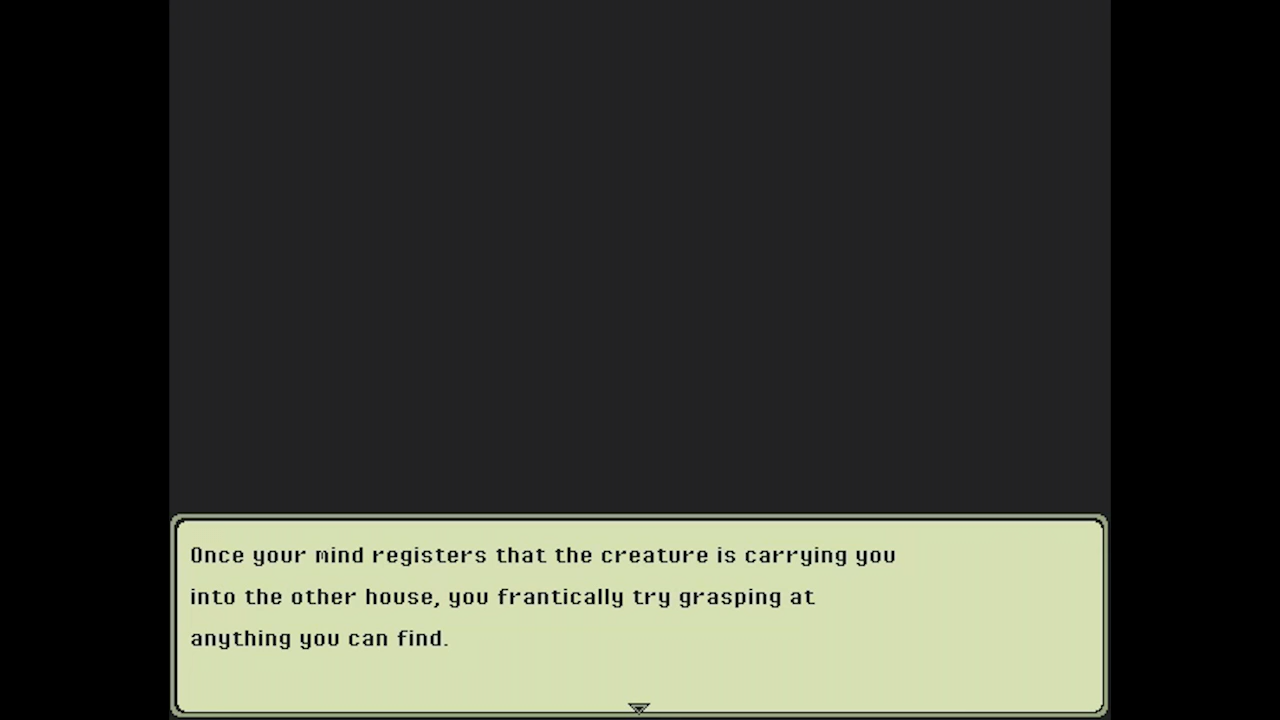 Once your mind registers that the creature is carrying you
into the other house, you frantically try grasping at
anything you can find.